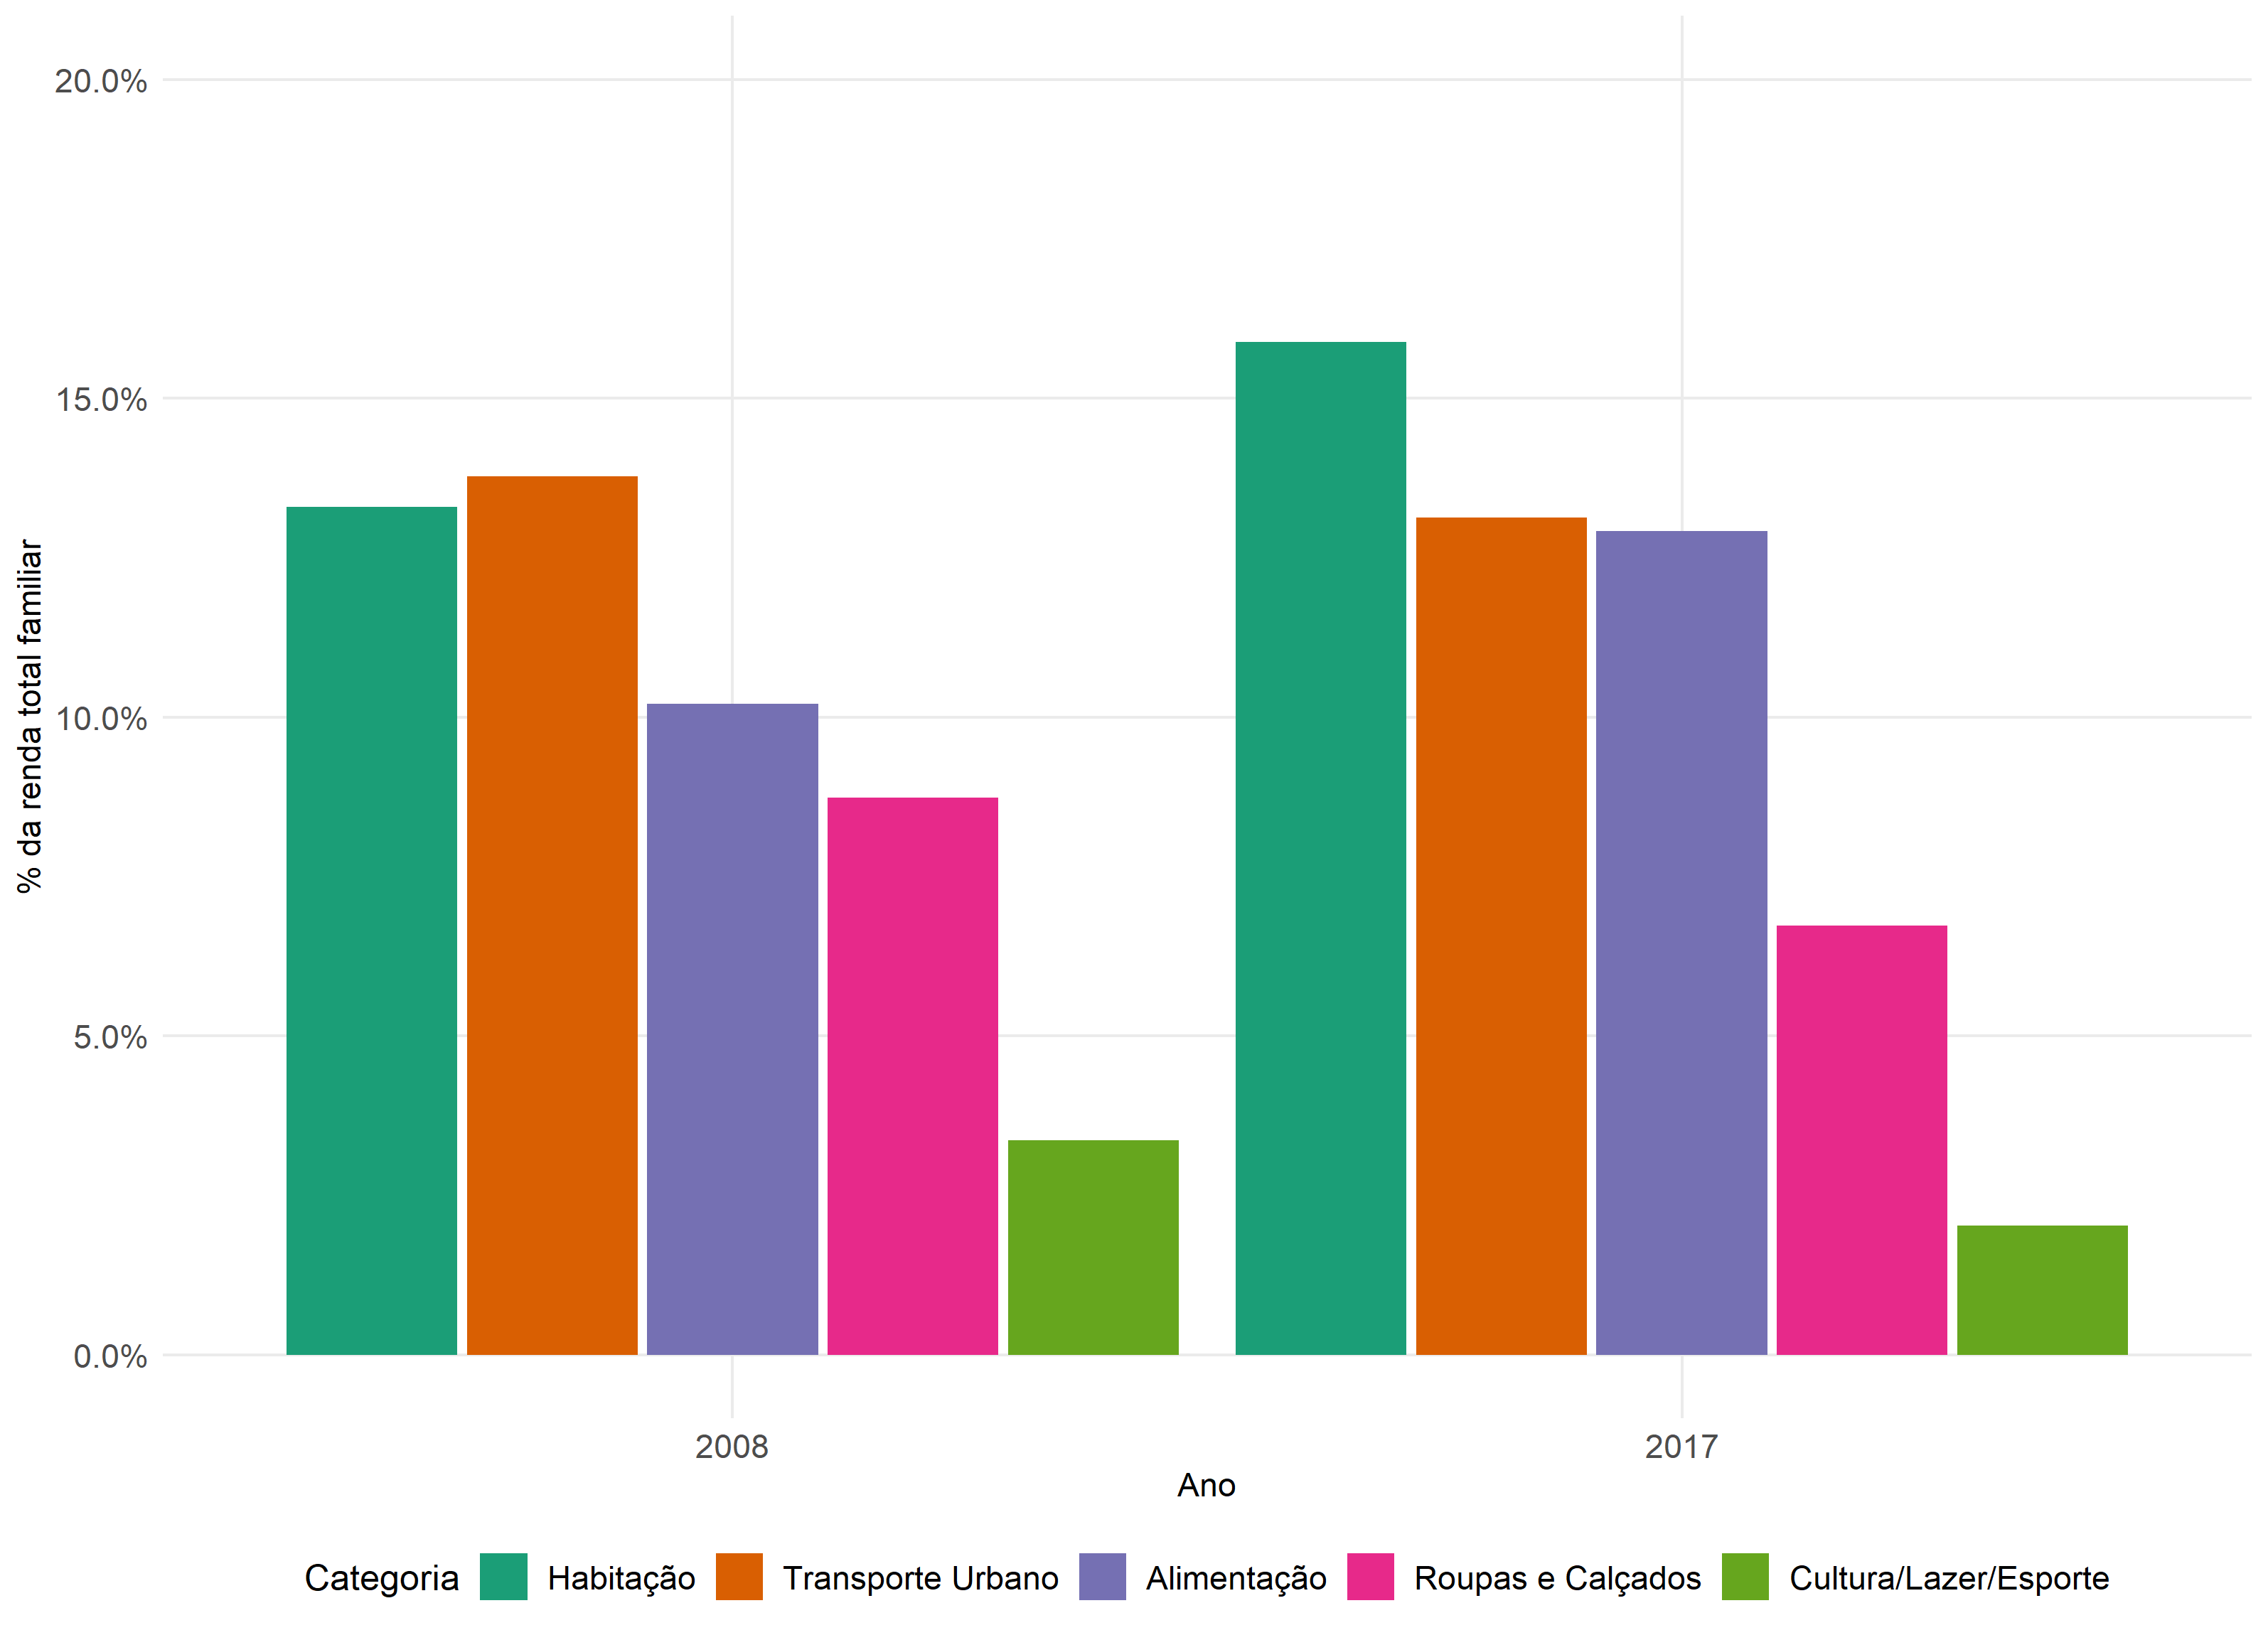 20.0%
15.0%
10.0%
5.0%
0.0%
% da renda total familiar
2008
2017
Ano
Categoria Habitação Transporte Urbano Alimentação Roupas e Calçados Cultura/Lazer/Esporte